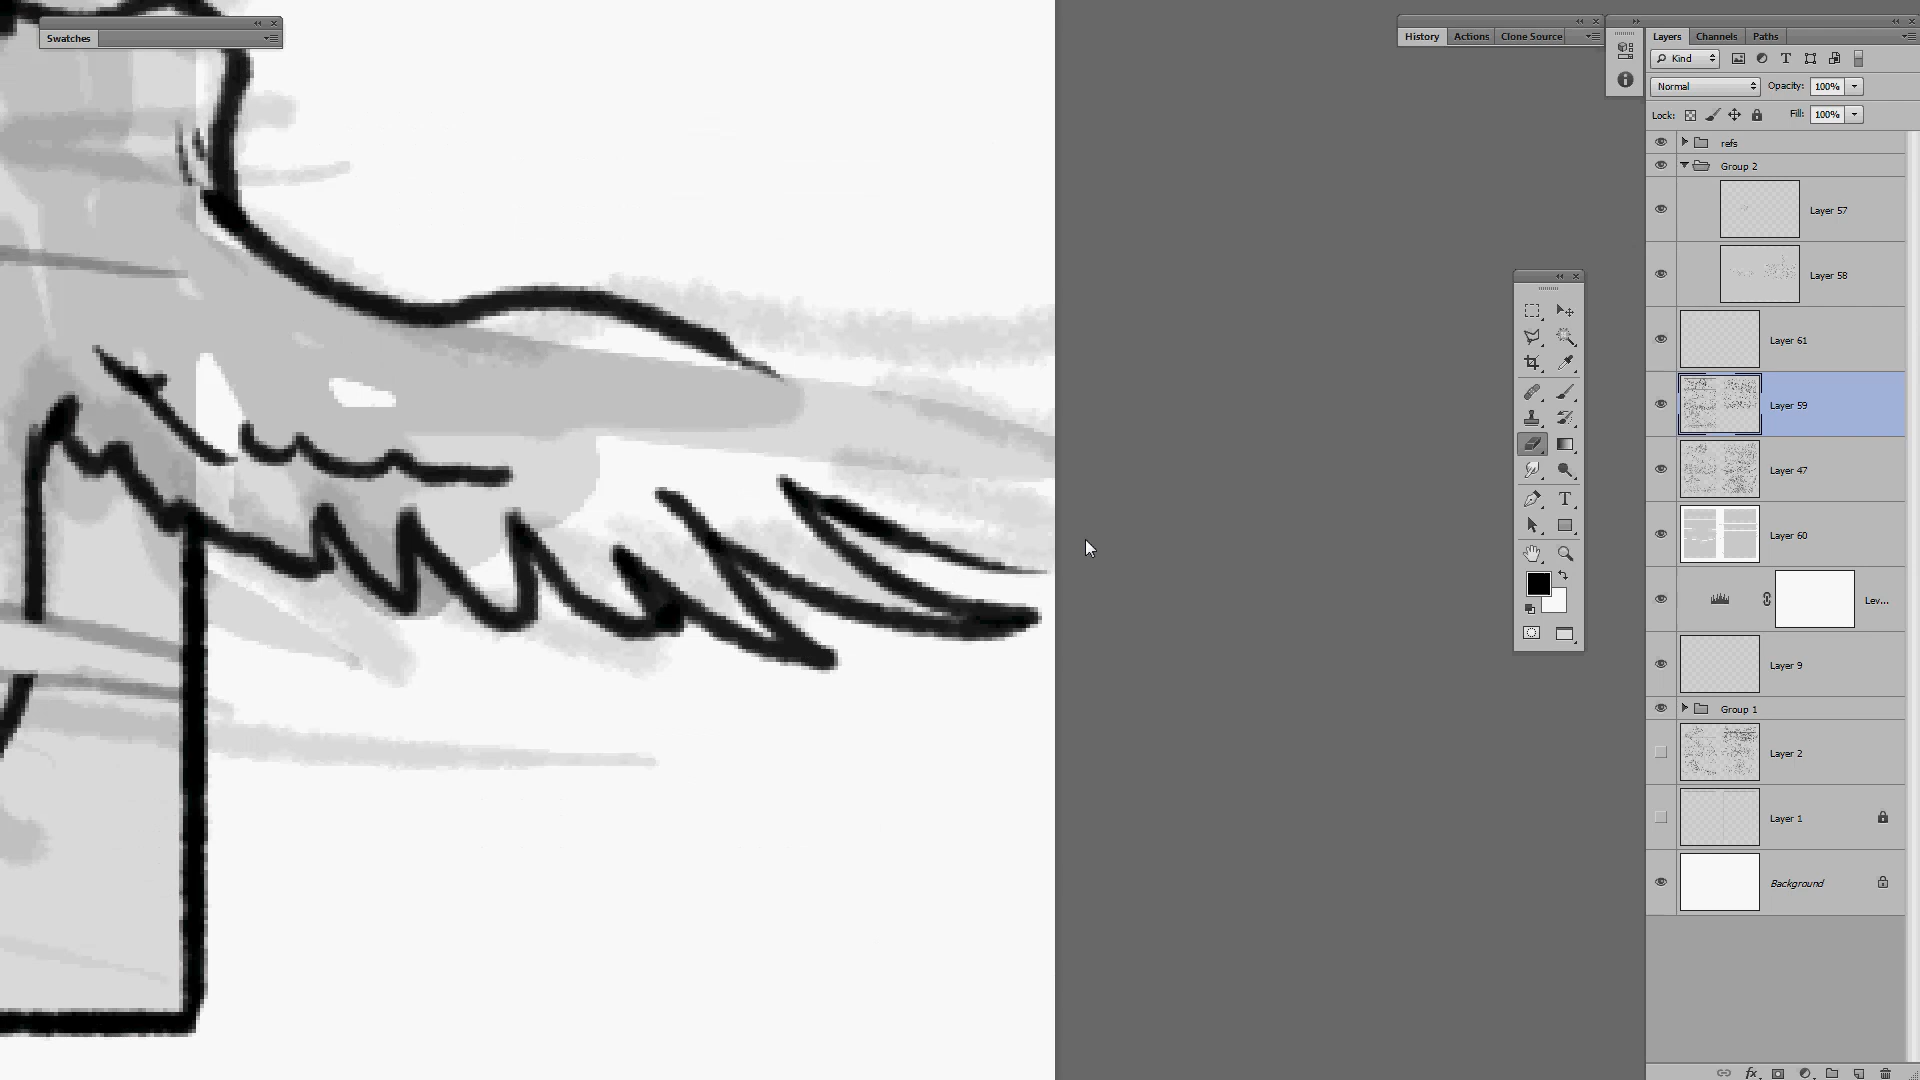 Swatches
History Actions Clone Source
Layers Channels Paths
Kind
Normal Opacity: 100%
Lock: Fill: 100%
refs
Group 2
Layer 57
Layer 58
Layer 61
Layer 59
Layer 47
Layer 60
Lev...
Layer 9
Group 1
Layer 2
Layer 1
Background